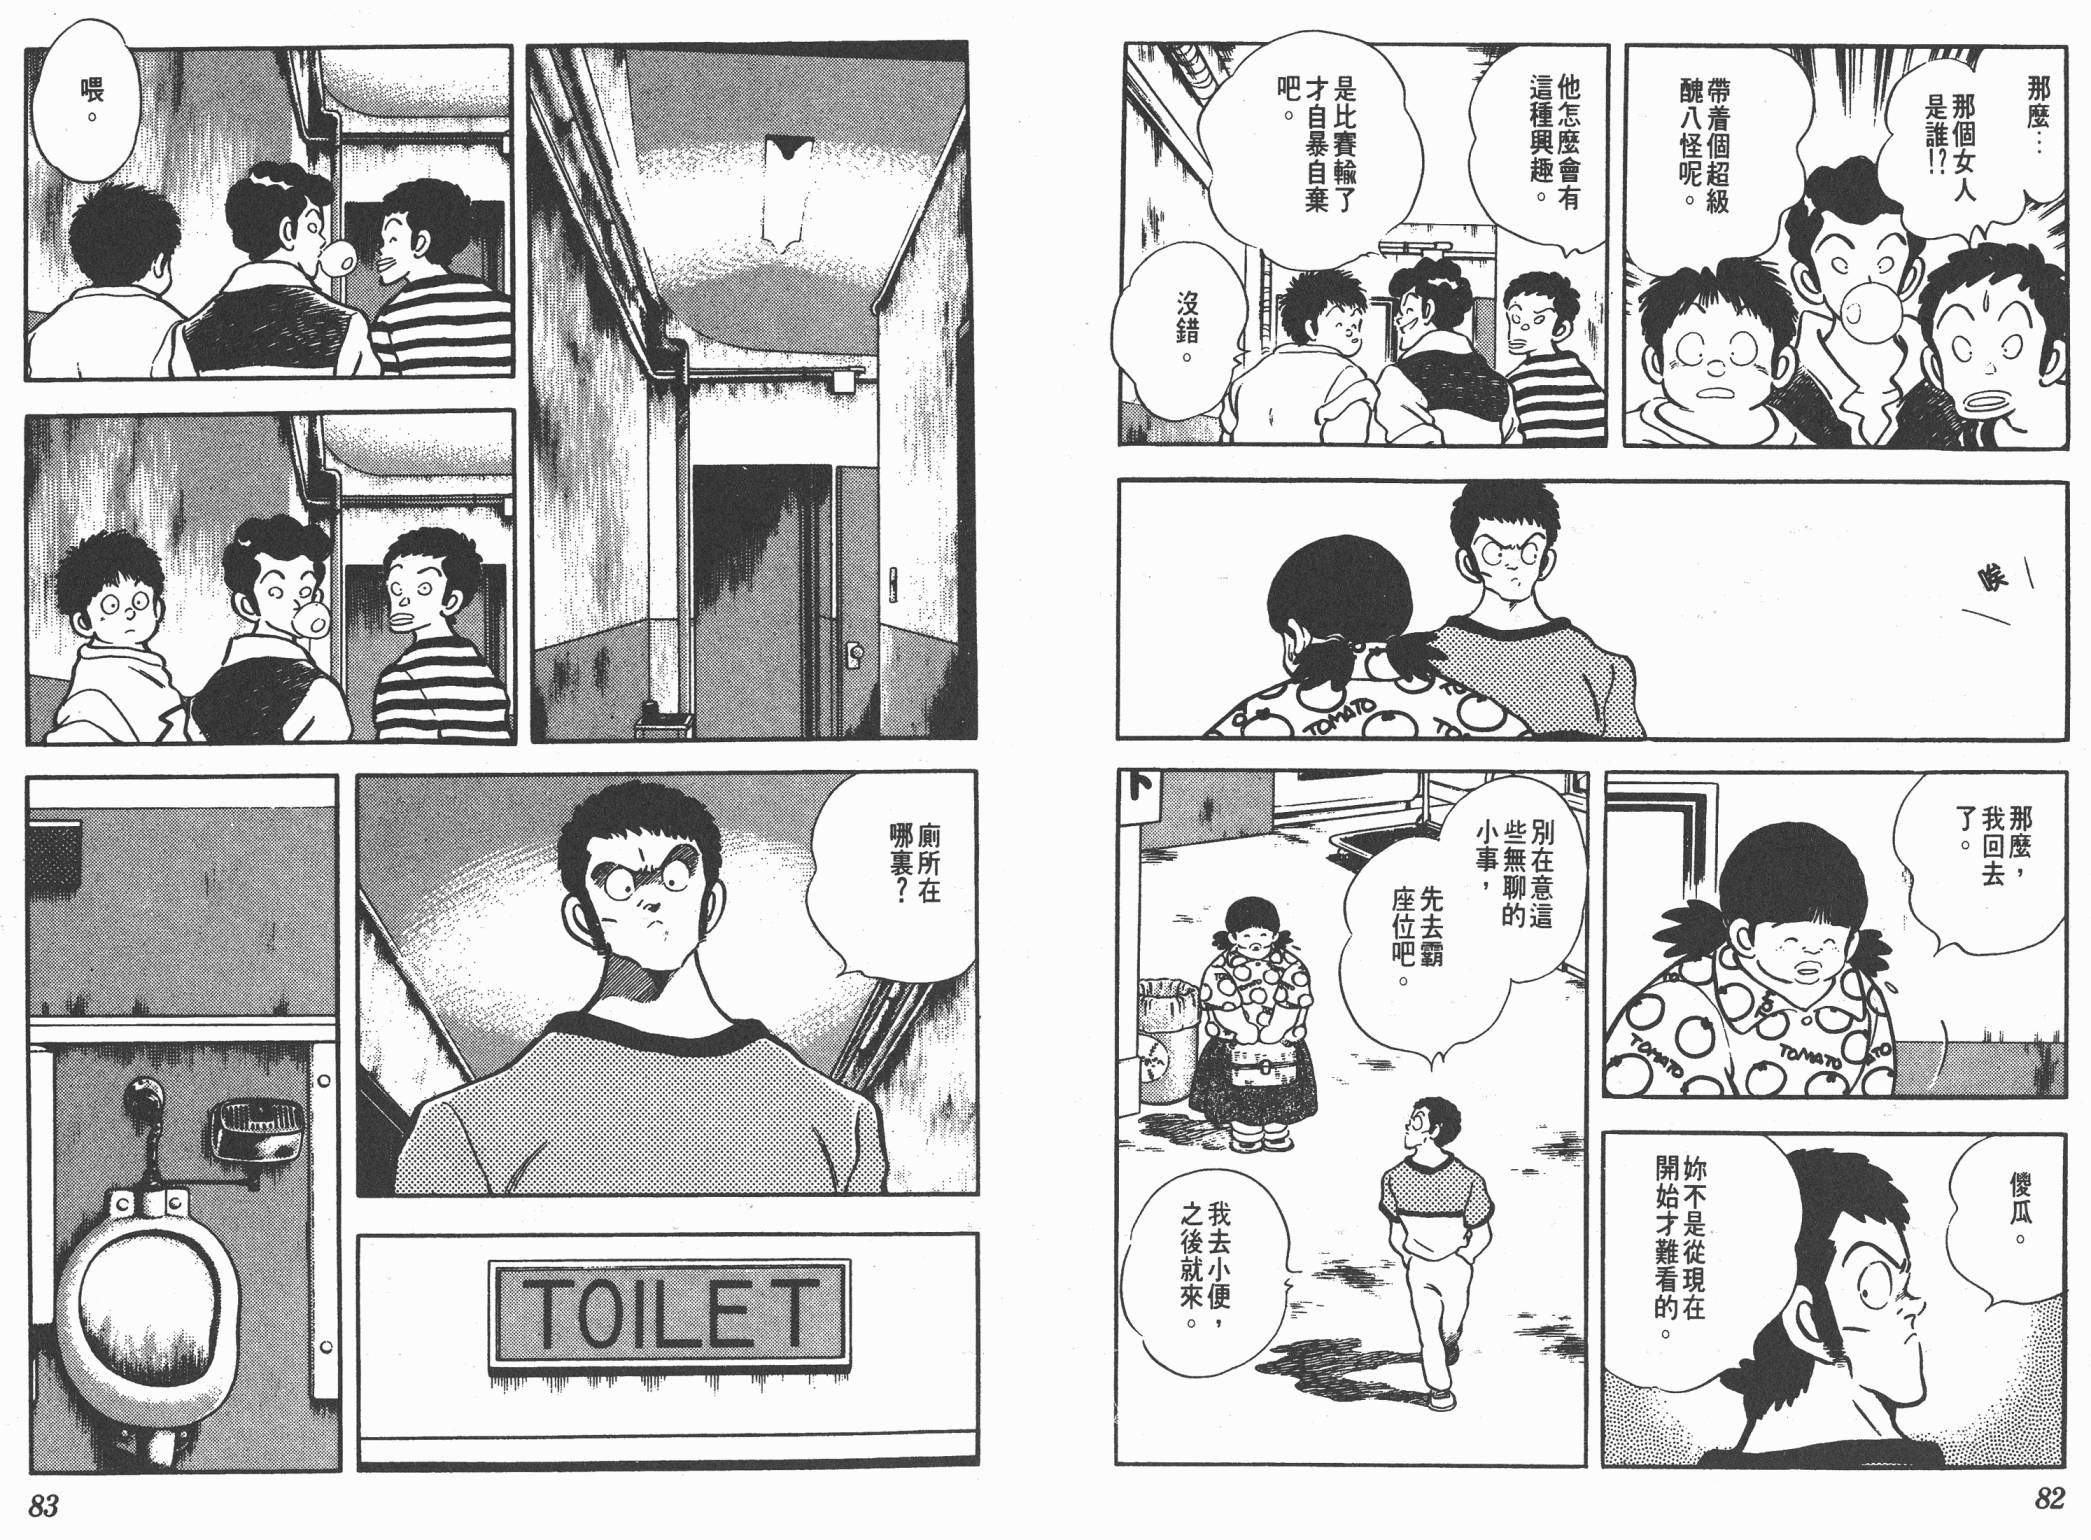 那麼…
那個女人
是誰!?
帶着個超級
醜八怪呢。
他怎麼會有
這種興趣。
是比賽輸了
才自暴自棄
吧。
沒錯。
唉
那麼，
我回去
了。
TOMATO
TOMATO
TOMATO
傻瓜。
妳不是從現在
開始才難看的。
別在意這
些無聊的
小事，
先去霸
座位吧。
我去小便，
之後就來。
82
喂。
廁所在
哪裏？
TOILET
83